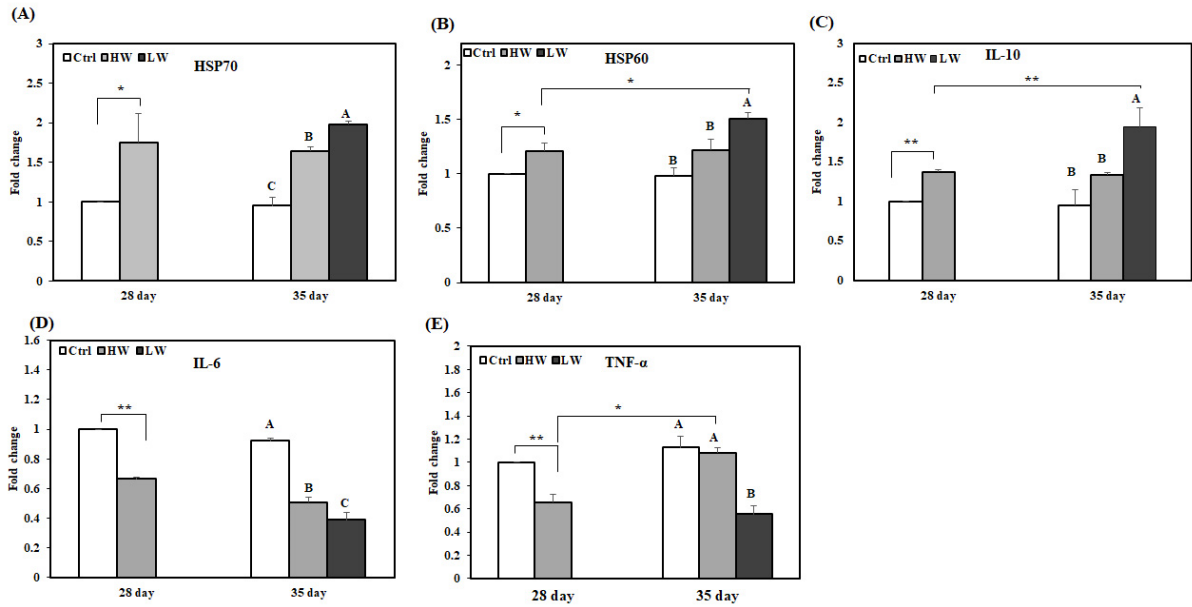 (A)
HSP70
Ctrl HW LW
Fold change
3
2.5
2
1.5
1
0.5
0
*
C
B
A
28 day
35 day
(B)
HSP60
Ctrl HW LW
Fold change
2
1.5
1
0.5
0
*
*
B
B
A
28 day
35 day
(C)
IL-10
Ctrl HW LW
Fold change
3
2.5
2
1.5
1
0.5
0
**
**
B
B
A
28 day
35 day
(D)
IL-6
Ctrl HW LW
Fold change
1.6
1.4
1.2
1
0.8
0.6
0.4
0.2
0
**
A
B
C
28 day
35 day
(E)
TNF-α
Ctrl HW LW
Fold change
2
1.8
1.6
1.4
1.2
1
0.8
0.6
0.4
0.2
0
**
*
A
A
B
28 day
35 day